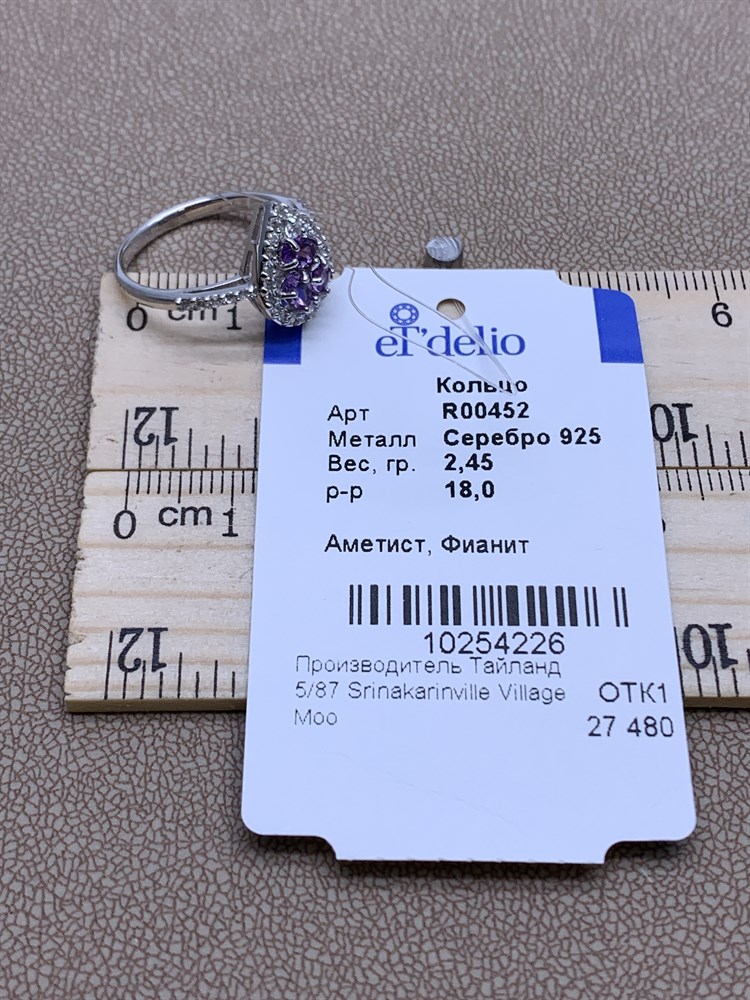 eT'delio
Кольцо
Арт R00452
Металл Серебро 925
Вес, гр. 2,45
р-р 18,0
Аметист, Фианит
10254226
Производитель Тайланд
5/87 Srinakarinville Village ОТК1
Moo 27 480
0 cm 1 6
12 10
0 cm 1
12 10